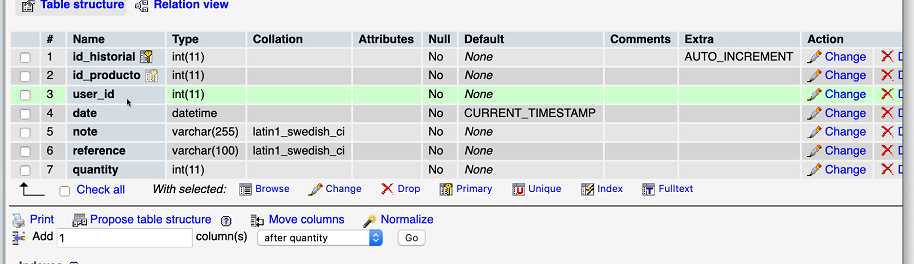 Table structure Relation view
# Name Type Collation Attributes Null Default Comments Extra Action
1 id_historial int(11) No None AUTO_INCREMENT Change
2 id_producto int(11) No None Change
3 user_id int(11) No None Change
4 date datetime No CURRENT_TIMESTAMP Change
5 note varchar(255) latin1_swedish_ci No None Change
6 reference varchar(100) latin1_swedish_ci No None Change
7 quantity int(11) No None Change
Check all With selected: Browse Change Drop Primary Unique Index Fulltext
Print Propose table structure Move columns Normalize
Add 1 column(s) after quantity Go